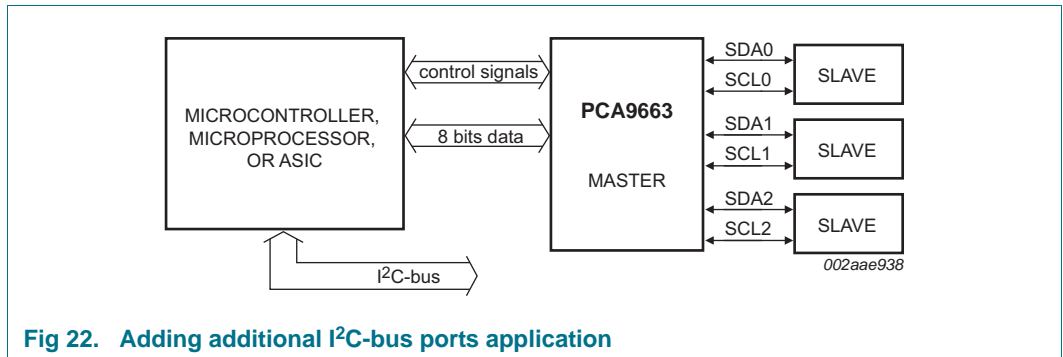 MICROCONTROLLER,
MICROPROCESSOR,
OR ASIC
control signals
8 bits data
I2C-bus
PCA9663
MASTER
SDA0
SCL0
SLAVE
SDA1
SCL1
SLAVE
SDA2
SCL2
SLAVE
002aae938
Fig 22. Adding additional I2C-bus ports application